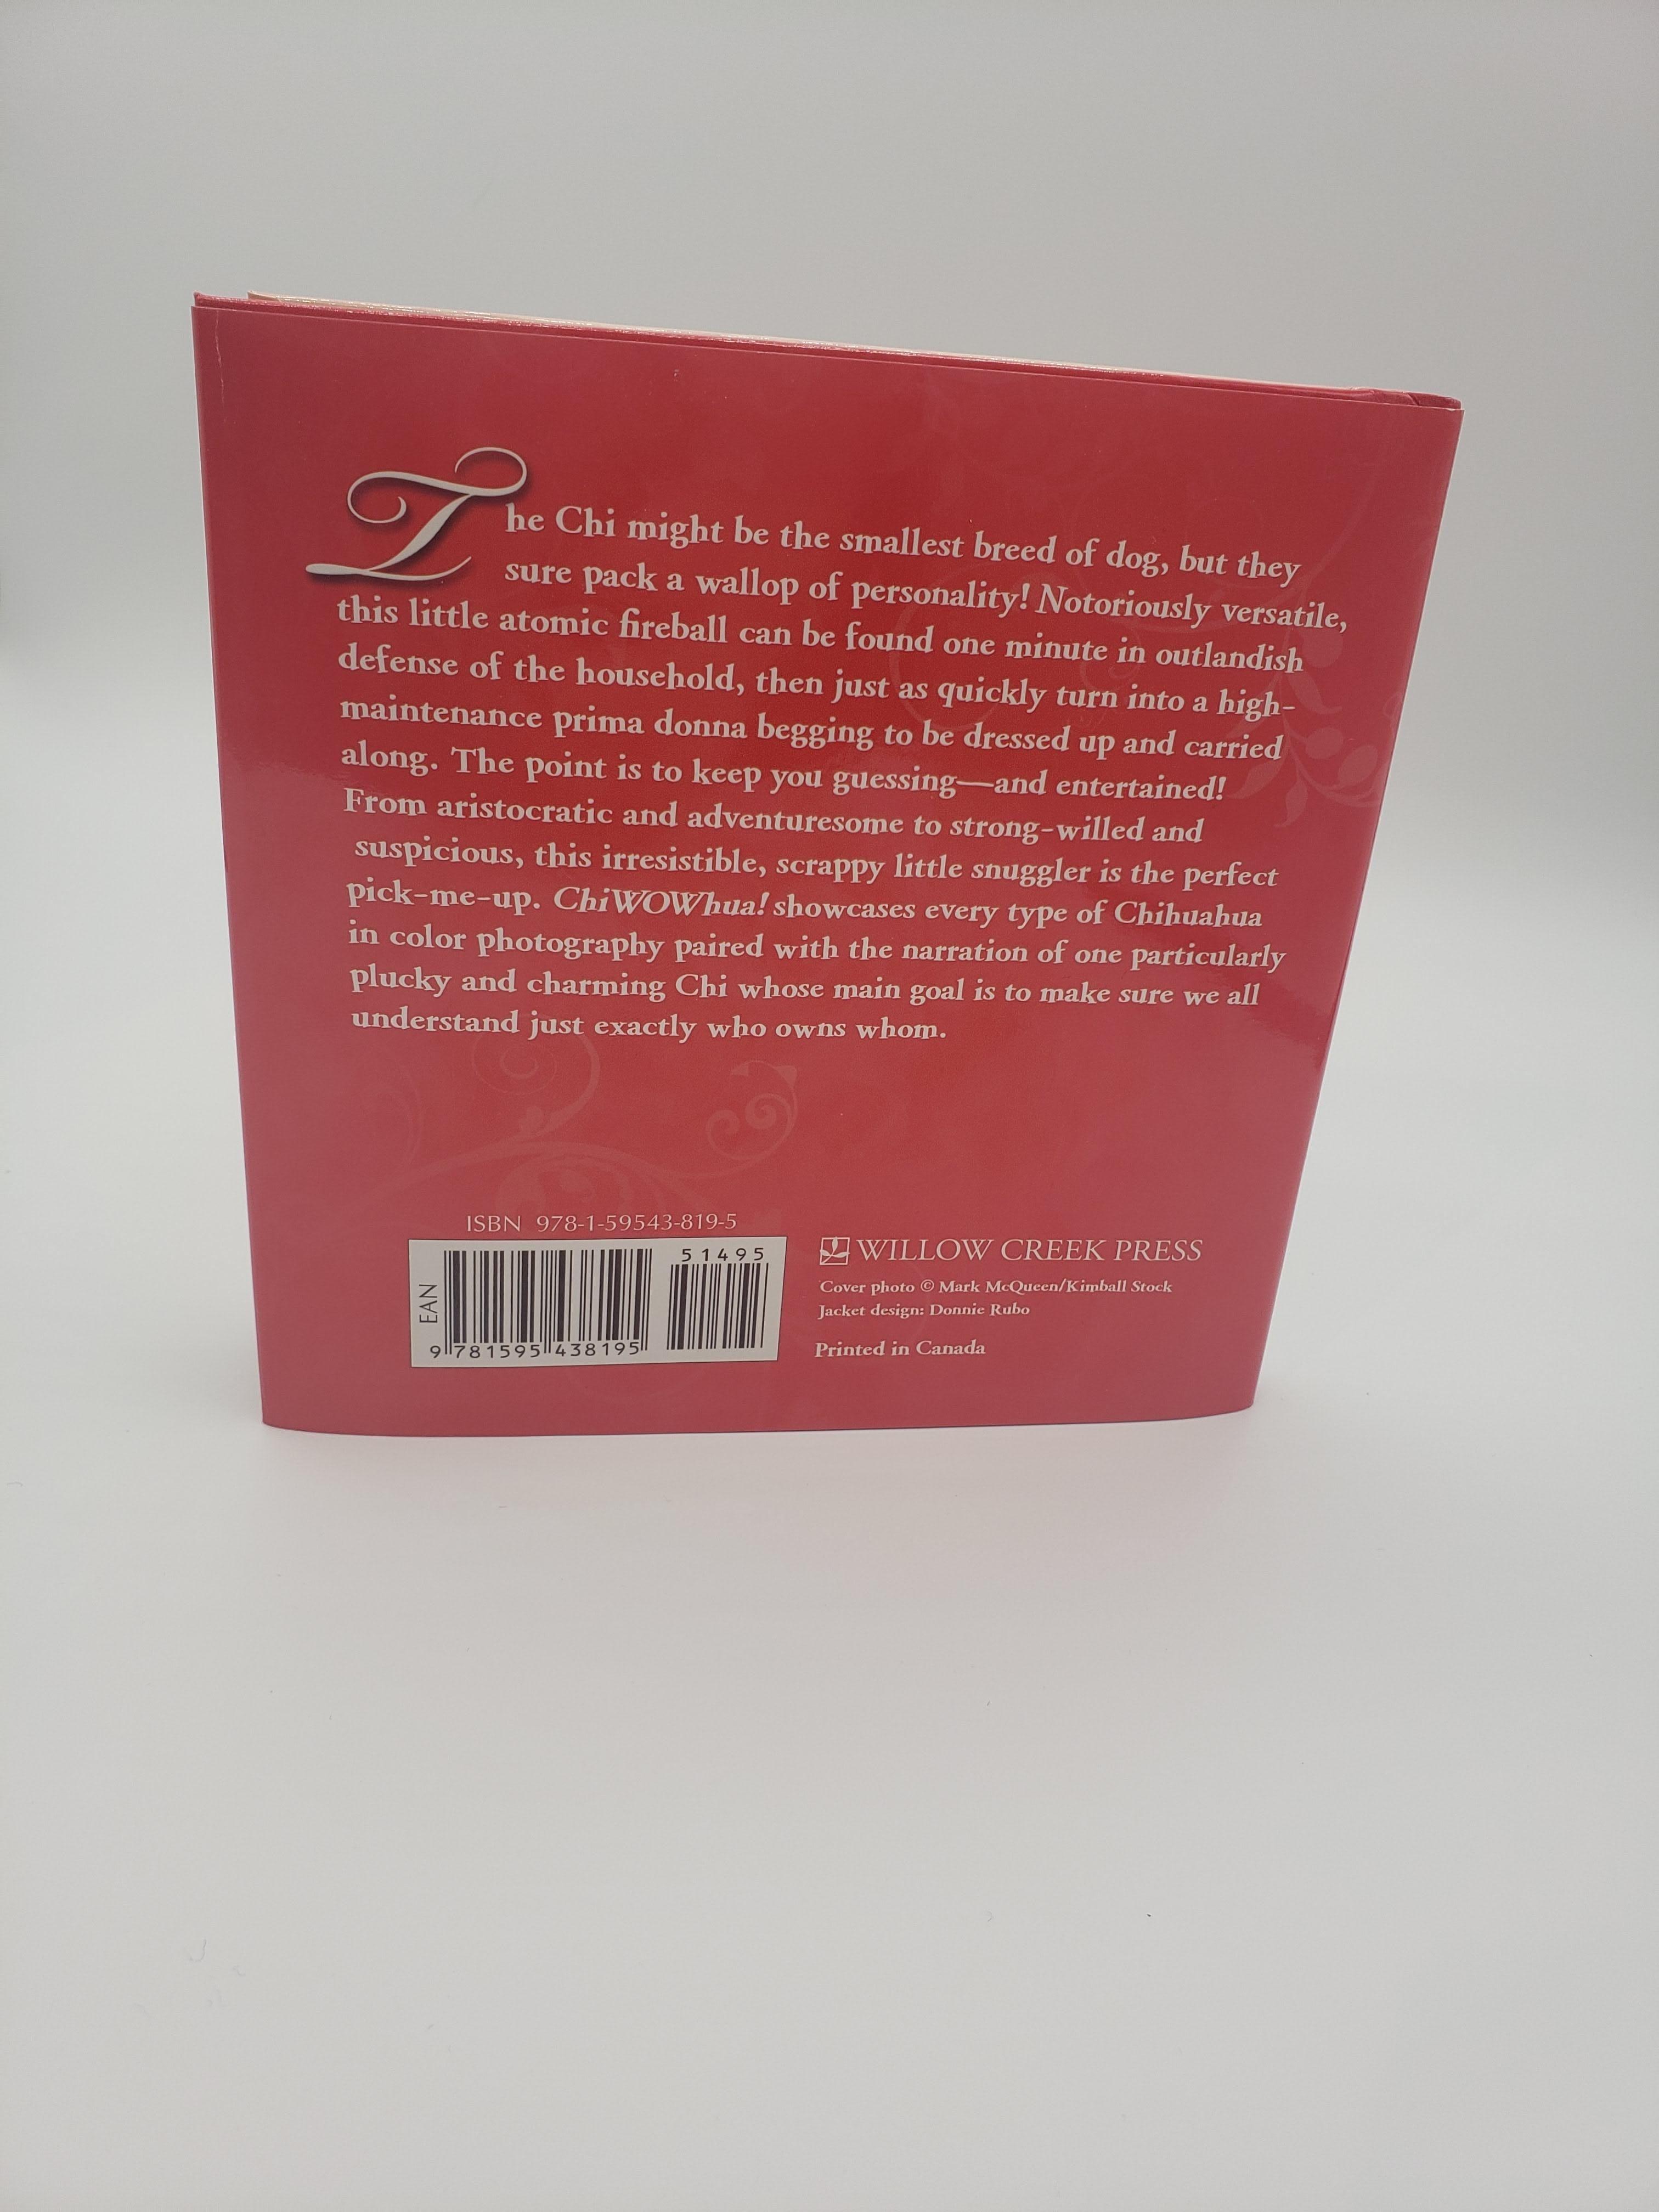 The Chi might be the smallest breed of dog, but they
sure pack a wallop of personality! Notoriously versatile,
this little atomic fireball can be found one minute in outlandish
defense of the household, then just as quickly turn into a high-
maintenance prima donna begging to be dressed up and carried
along. The point is to keep you guessing—and entertained!
From aristocratic and adventuresome to strong-willed and
suspicious, this irresistible, scrappy little snuggler is the perfect
pick-me-up. ChiWOWhua! showcases every type of Chihuahua
in color photography paired with the narration of one particularly
plucky and charming Chi whose main goal is to make sure we all
understand just exactly who owns whom.
ISBN 978-1-59543-819-5
51495
EAN
9 781595 438195
WILLOW CREEK PRESS
Cover photo © Mark McQueen/Kimball Stock
Jacket design: Donnie Rubo
Printed in Canada